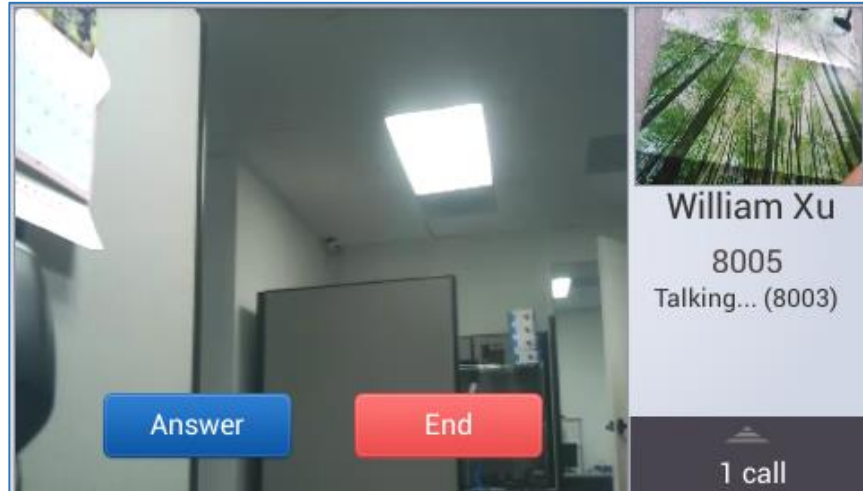 Answer
End
William Xu
8005
Talking... (8003)
1 call